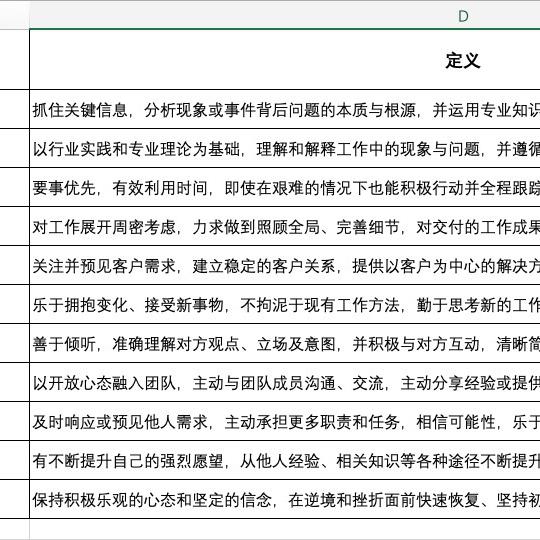 D
定义
抓住关键信息，分析现象或事件背后问题的本质与根源，并运用专业知识
以行业实践和专业理论为基础，理解和解释工作中的现象与问题，并遵循
要事优先，有效利用时间，即使在艰难的情况下也能积极行动并全程跟踪
对工作展开周密考虑，力求做到照顾全局、完善细节，对交付的工作成果
关注并预见客户需求，建立稳定的客户关系，提供以客户为中心的解决方
乐于拥抱变化、接受新事物，不拘泥于现有工作方法，勤于思考新的工作
善于倾听，准确理解对方观点、立场及意图，并积极与对方互动，清晰简
以开放心态融入团队，主动与团队成员沟通、交流，主动分享经验或提供
及时响应或预见他人需求，主动承担更多职责和任务，相信可能性，乐于
有不断提升自己的强烈愿望，从他人经验、相关知识等各种途径不断提升
保持积极乐观的心态和坚定的信念，在逆境和挫折面前快速恢复、坚持初